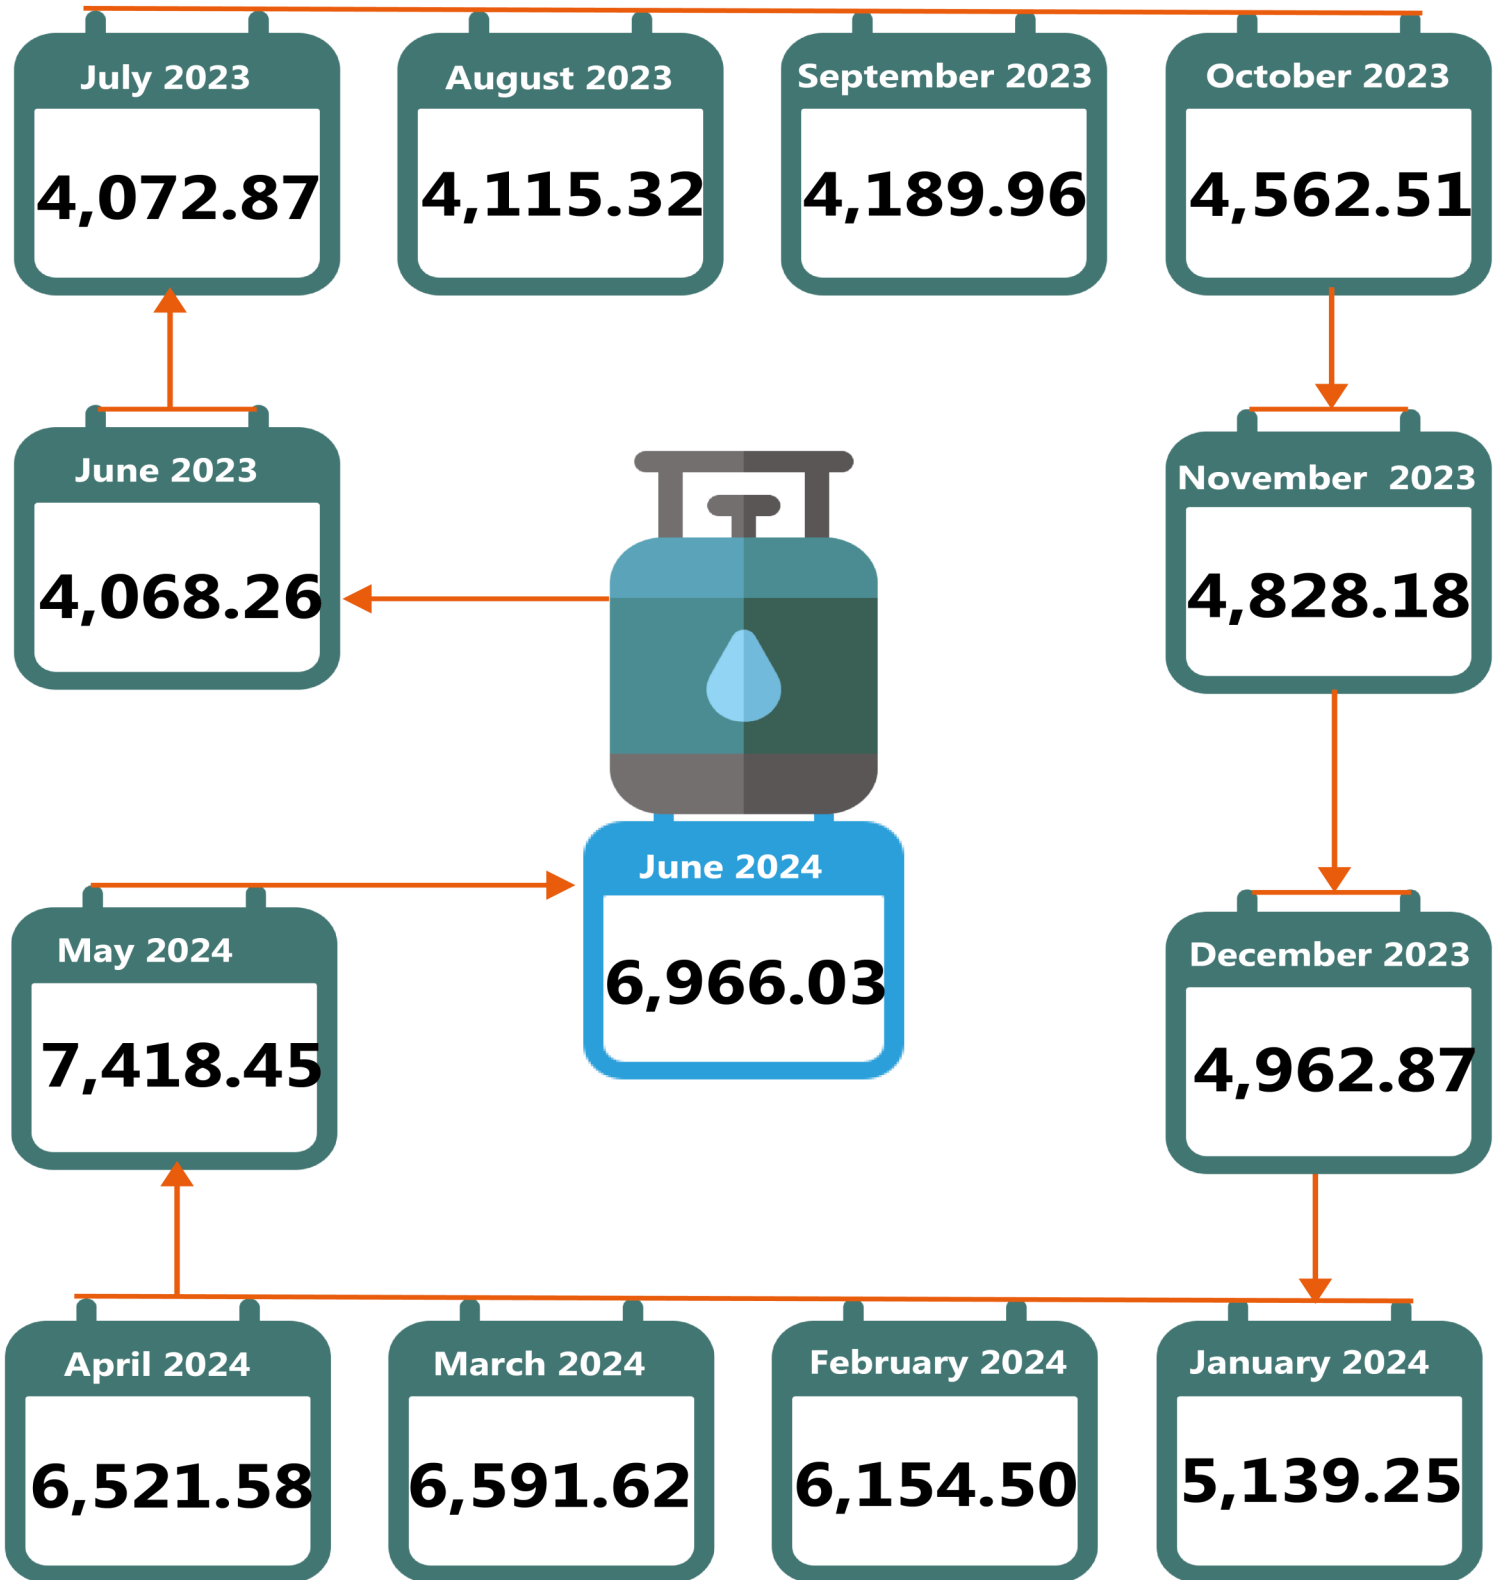 July 2023
4,072.87
August 2023
4,115.32
September 2023
4,189.96
October 2023
4,562.51
June 2023
4,068.26
November 2023
4,828.18
June 2024
6,966.03
May 2024
7,418.45
December 2023
4,962.87
April 2024
6,521.58
March 2024
6,591.62
February 2024
6,154.50
January 2024
5,139.25